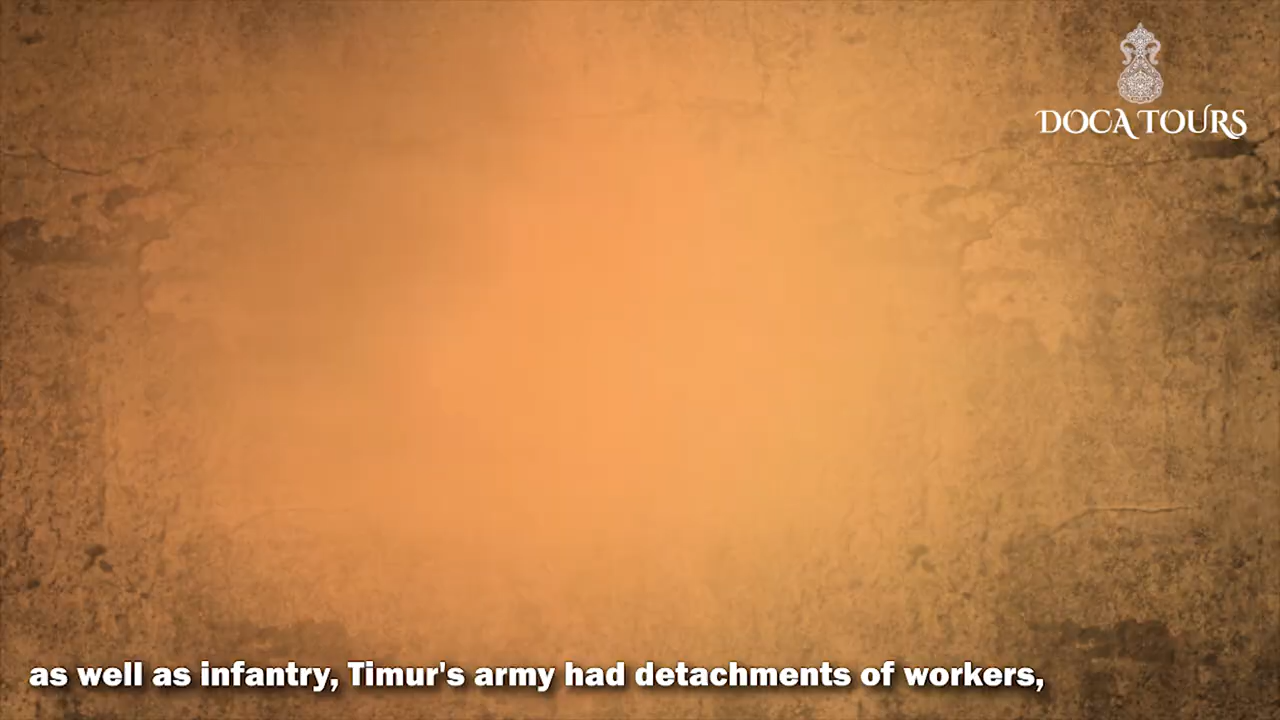 DOCA TOURS
as well as infantry, Timur's army had detachments of workers,